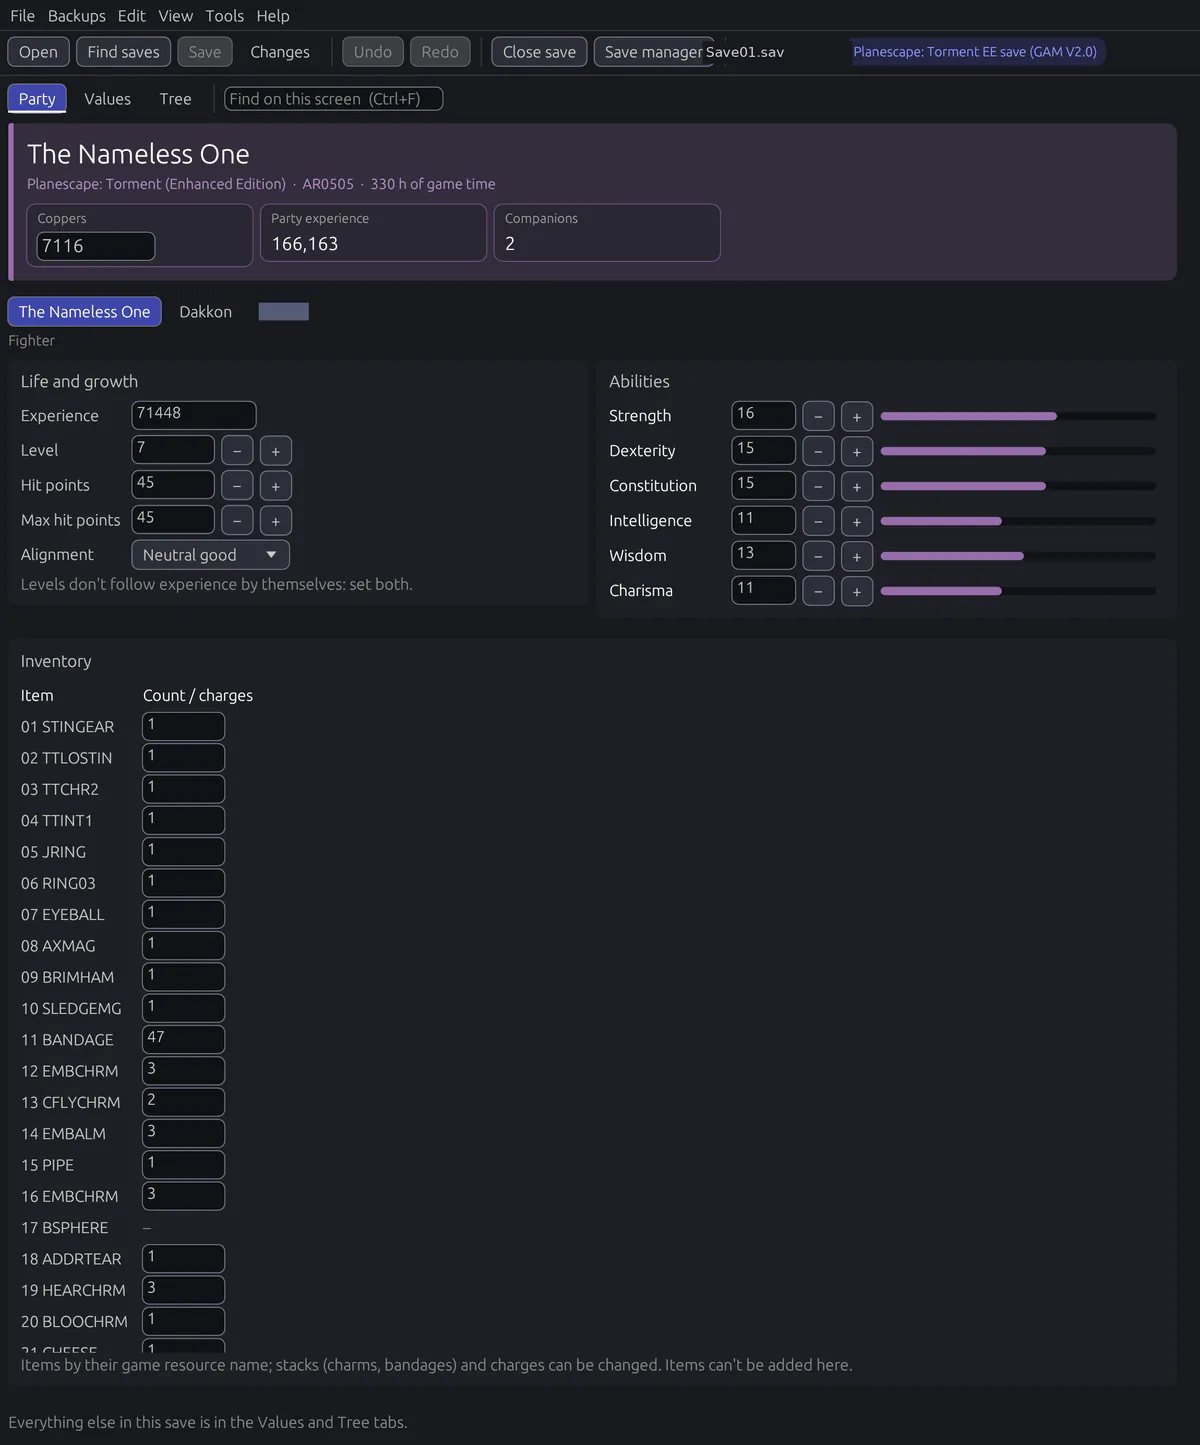 File Backups Edit View Tools Help
Open Find saves Save Changes Undo Redo Close save Save manager Save01.sav Planescape: Torment EE save (GAM V2.0)
Party Values Tree Find on this screen (Ctrl+F)
The Nameless One
Planescape: Torment (Enhanced Edition) · AR0505 · 330 h of game time
Coppers Party experience Companions
7116 166,163 2
The Nameless One Dakkon
Fighter
Life and growth
Experience 71448
Level 7 – +
Hit points 45 – +
Max hit points 45 – +
Alignment Neutral good
Levels don't follow experience by themselves: set both.
Abilities
Strength 16 – +
Dexterity 15 – +
Constitution 15 – +
Intelligence 11 – +
Wisdom 13 – +
Charisma 11 – +
Inventory
Item Count / charges
01 STINGEAR 1
02 TTLOSTIN 1
03 TTCHR2 1
04 TTINT1 1
05 JRING 1
06 RING03 1
07 EYEBALL 1
08 AXMAG 1
09 BRIMHAM 1
10 SLEDGEMG 1
11 BANDAGE 47
12 EMBCHRM 3
13 CFLYCHRM 2
14 EMBALM 3
15 PIPE 1
16 EMBCHRM 3
17 BSPHERE –
18 ADDRTEAR 1
19 HEARCHRM 3
20 BLOOCHRM 1
21 CHEESE 1
Items by their game resource name; stacks (charms, bandages) and charges can be changed. Items can't be added here.
Everything else in this save is in the Values and Tree tabs.